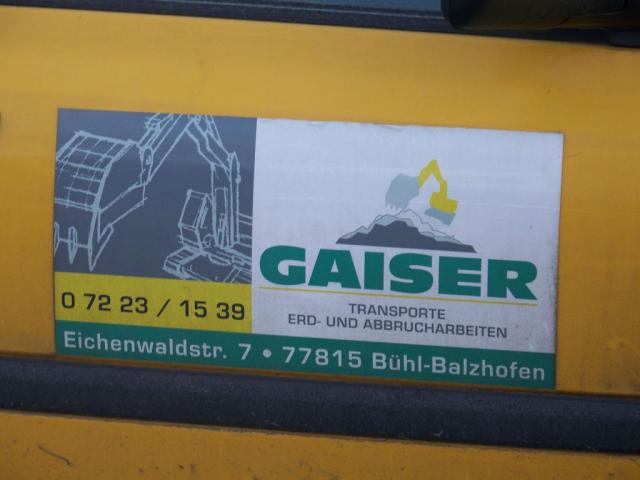 GAISER
TRANSPORTE
ERD- UND ABBRUCHARBEITEN
0 72 23 / 15 39
Eichenwaldstr. 7 • 77815 Bühl-Balzhofen